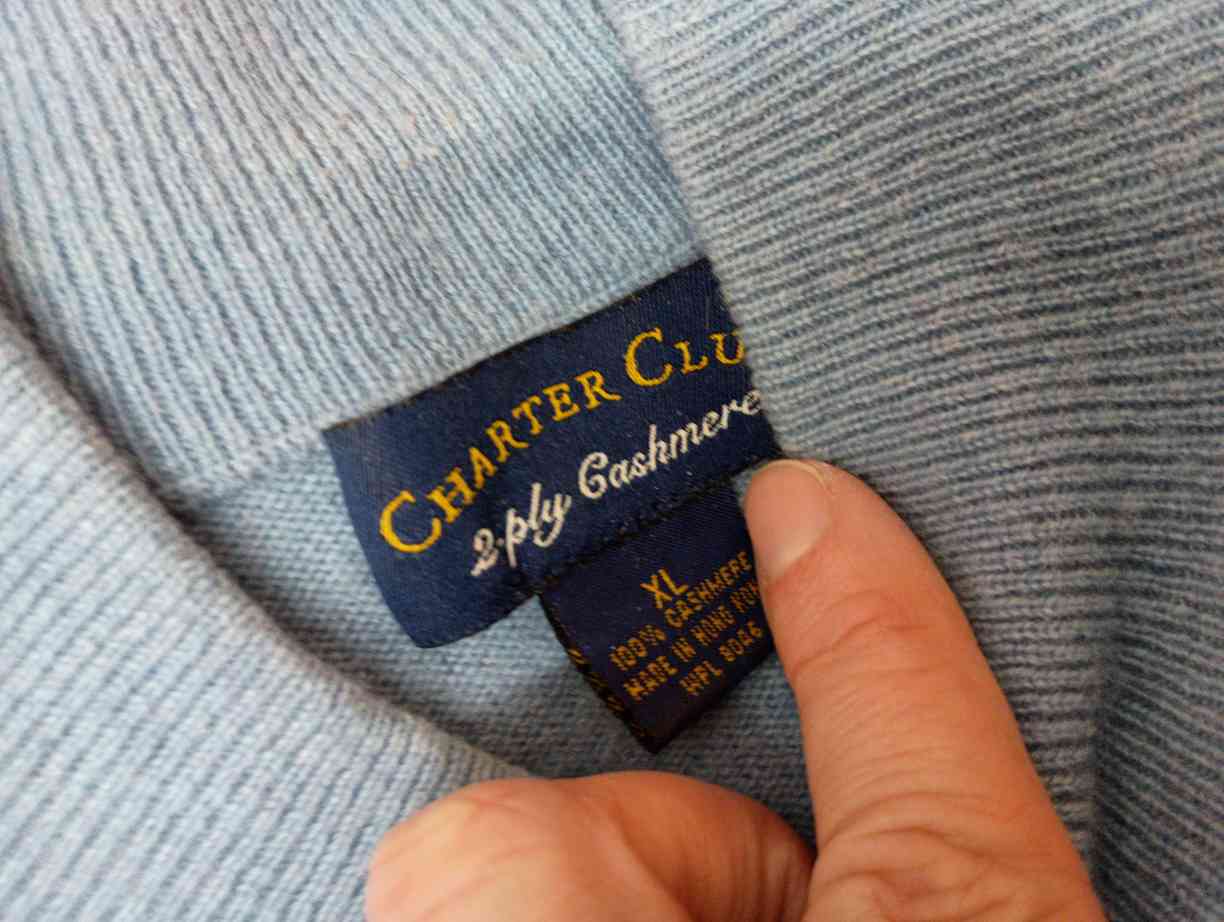 CHARTER CLU
2-ply Cashmere
XL
100% CASHMERE
MADE IN HONG KON
WPL 8046